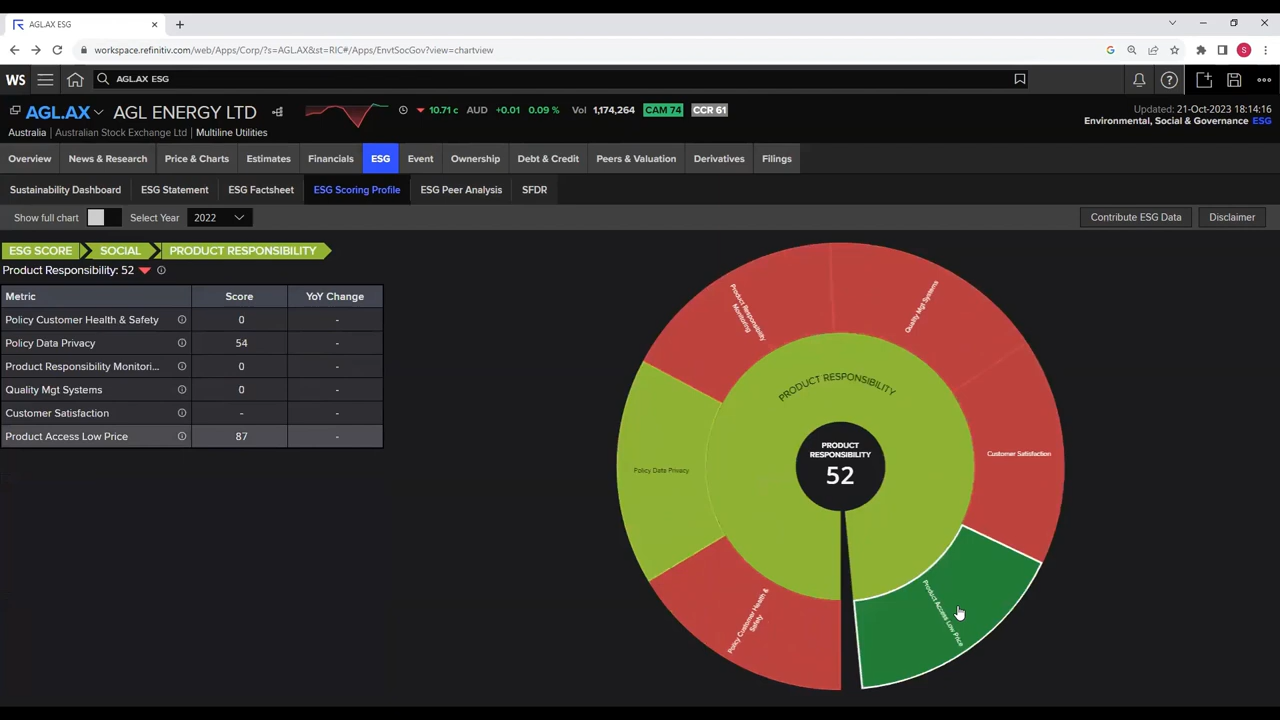 AGL.AX ESG
workspace.refinitiv.com/web/Apps/Corp/?s=AGL.AX&st=RIC#/Apps/EnvtSocGov?view=chartview
S
WS
AGL.AX ESG
AGL.AX AGL ENERGY LTD
10.71 c AUD +0.01 0.09 % Vol 1,174,264 CAM 74 CCR 61
Updated: 21-Oct-2023 18:14:16
Environmental, Social & Governance ESG
Australia | Australian Stock Exchange Ltd | Multiline Utilities
Overview News & Research Price & Charts Estimates Financials ESG Event Ownership Debt & Credit Peers & Valuation Derivatives Filings
Sustainability Dashboard ESG Statement ESG Factsheet ESG Scoring Profile ESG Peer Analysis SFDR
Show full chart Select Year 2022 Contribute ESG Data Disclaimer
ESG SCORE SOCIAL PRODUCT RESPONSIBILITY
Product Responsibility: 52
Metric Score YoY Change
Policy Customer Health & Safety 0 -
Policy Data Privacy 54 -
Product Responsibility Monitori... 0 -
Quality Mgt Systems 0 -
Customer Satisfaction - -
Product Access Low Price 87 -
Product Responsibility
Monitoring
Quality Mgt Systems
PRODUCT RESPONSIBILITY
Customer Satisfaction
PRODUCT
RESPONSIBILITY
52
Policy Data Privacy
Policy Customer Health &
Safety
Product Access Low Price